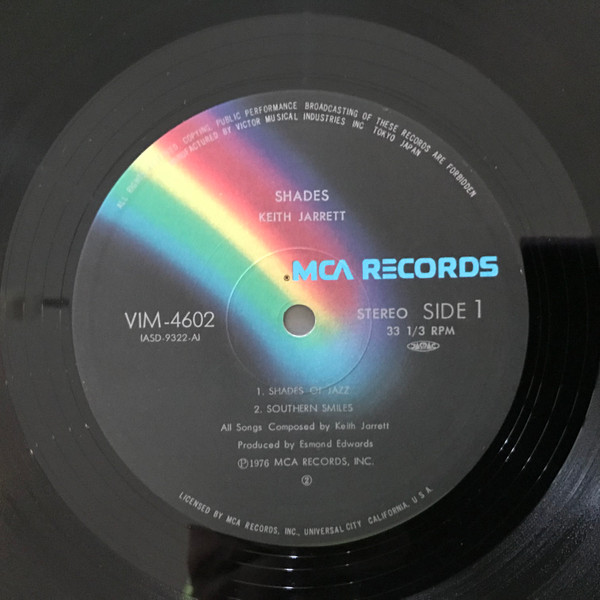 ALL RIGHTS COPYING, PUBLIC PERFORMANCE BROADCASTING OF THESE RECORDS ARE FORBIDDEN
MANUFACTURED BY VICTOR MUSICAL INDUSTRIES INC TOKYO JAPAN
SHADES
KEITH JARRETT
® MCA RECORDS
VIM-4602
(ASD-9322-A)
STEREO SIDE 1
33 1/3 RPM
JASRAC
1. SHADES OF JAZZ
2. SOUTHERN SMILES
All Songs Composed by Keith Jarrett
Produced by Esmond Edwards
Ⓟ1976 MCA RECORDS, INC.
②
LICENSED BY MCA RECORDS, INC., UNIVERSAL CITY CALIFORNIA, U.S.A.